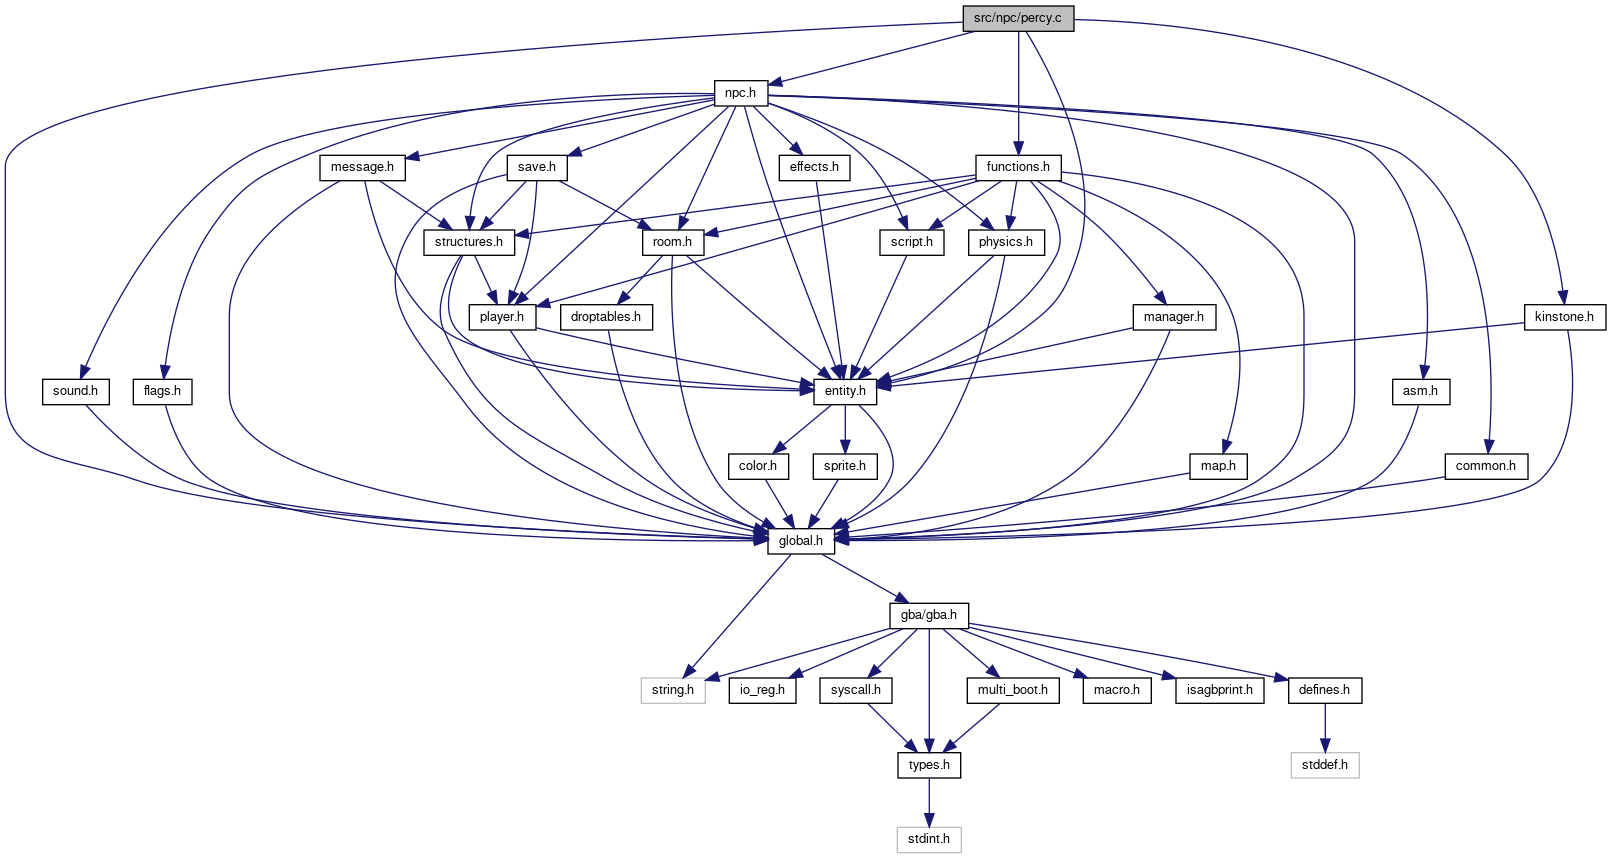 src/npc/percy.c
npc.h
message.h
save.h
effects.h
functions.h
structures.h
room.h
script.h
physics.h
player.h
droptables.h
manager.h
kinstone.h
sound.h
flags.h
entity.h
asm.h
color.h
sprite.h
map.h
common.h
global.h
gba/gba.h
string.h
io_reg.h
syscall.h
multi_boot.h
macro.h
isagbprint.h
defines.h
types.h
stddef.h
stdint.h